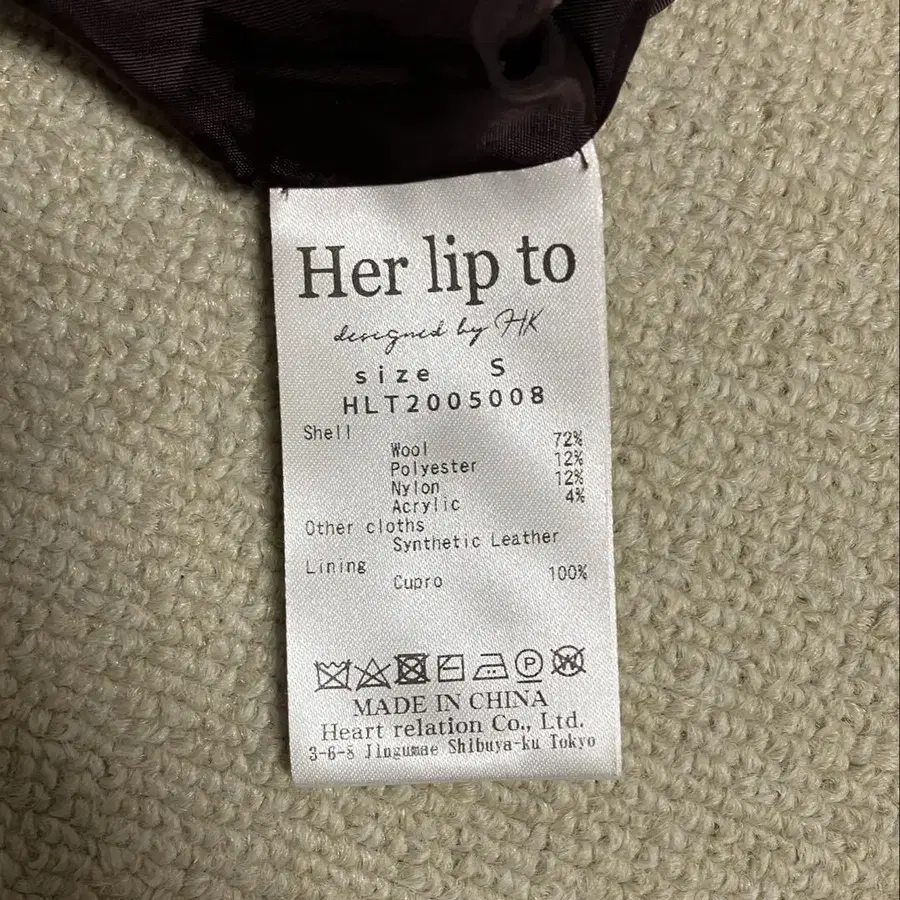 Her lip to
designed by HK
size S
HLT2005008
Shell
Wool 72%
Polyester 12%
Nylon 12%
Acrylic 4%
Other cloths
Synthetic Leather
Lining
Cupro 100%
P W
MADE IN CHINA
Heart relation Co., Ltd.
3-6-8 Jingumae Shibuya-ku Tokyo